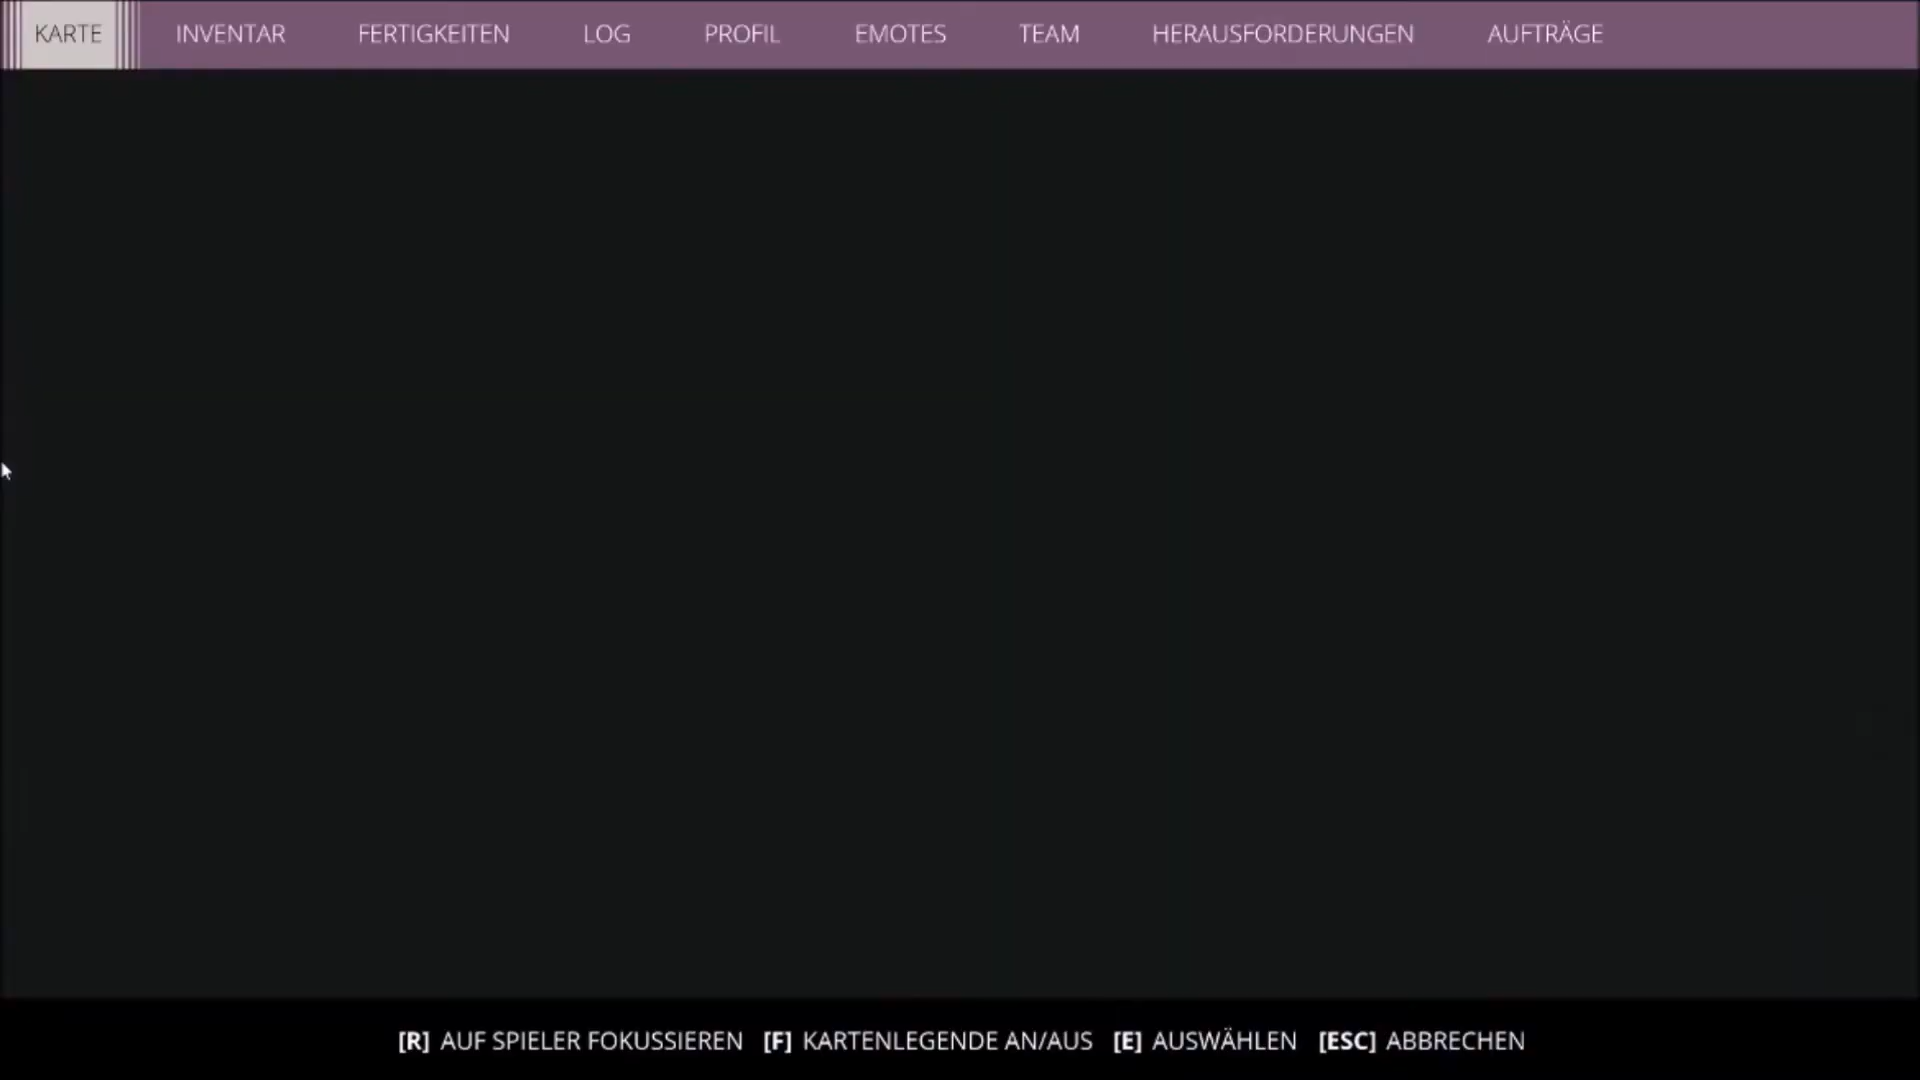 KARTE INVENTAR FERTIGKEITEN LOG PROFIL EMOTES TEAM HERAUSFORDERUNGEN AUFTRÄGE
[R] AUF SPIELER FOKUSSIEREN [F] KARTENLEGENDE AN/AUS [E] AUSWÄHLEN [ESC] ABBRECHEN